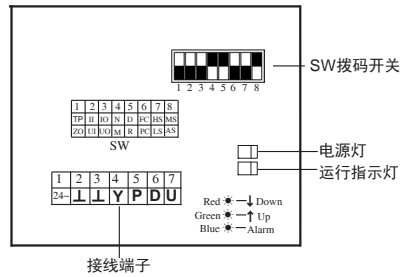 SW拨码开关
1 2 3 4 5 6 7 8
1 2 3 4 5 6 7 8
TP II IO N D FC HS MS
ZO UI UO M R PC LS AS
SW
电源灯
运行指示灯
1 2 3 4 5 6 7
24~ ⊥ ⊥ Y P D U
Red ↓ Down
Green ↑ Up
Blue Alarm
接线端子